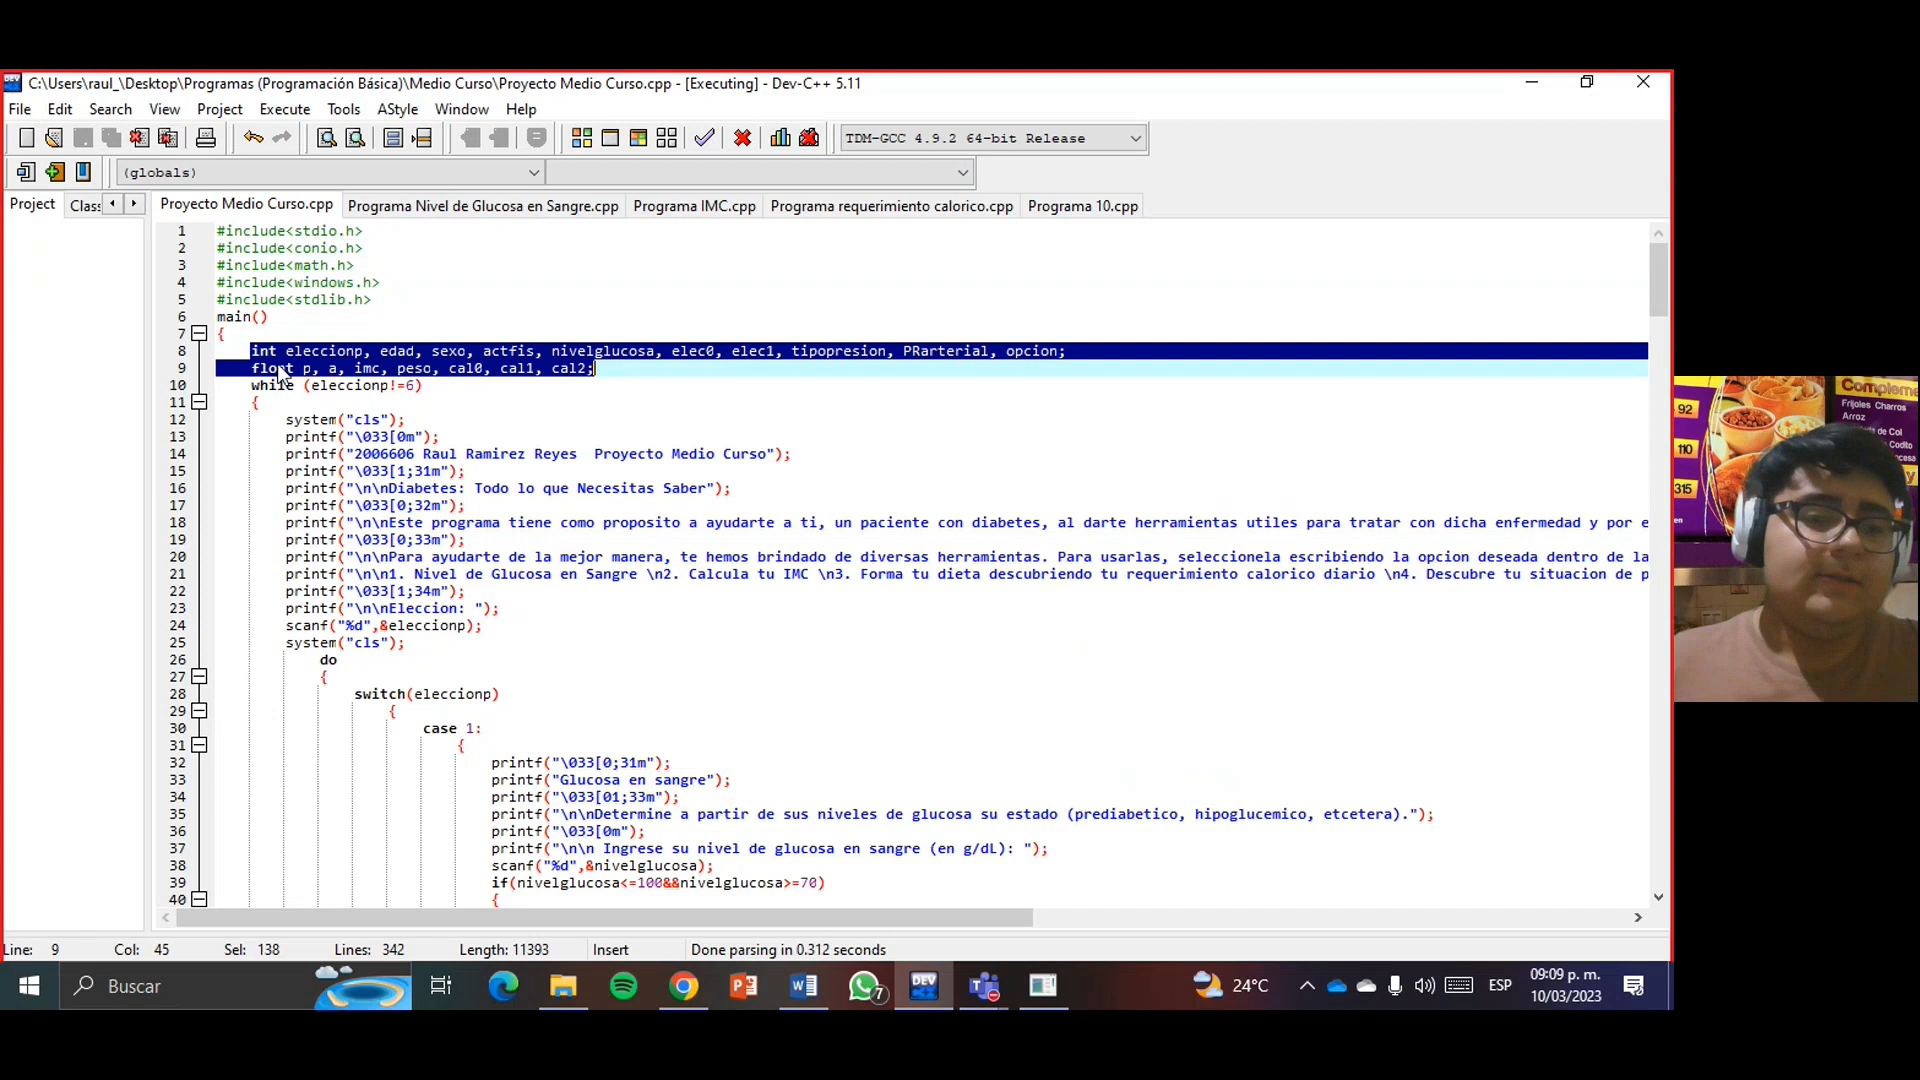 C:\Users\raul_\Desktop\Programas (Programación Básica)\Medio Curso\Proyecto Medio Curso.cpp - [Executing] - Dev-C++ 5.11
File Edit Search View Project Execute Tools AStyle Window Help
TDM-GCC 4.9.2 64-bit Release
(globals)
Project Clas Proyecto Medio Curso.cpp Programa Nivel de Glucosa en Sangre.cpp Programa IMC.cpp Programa requerimiento calorico.cpp Programa 10.cpp
1 #include<stdio.h>
2 #include<conio.h>
3 #include<math.h>
4 #include<windows.h>
5 #include<stdlib.h>
6 main()
7 {
8 int eleccionp, edad, sexo, actfis, nivelglucosa, elec0, elec1, tipopresion, PRarterial, opcion;
9 float p, a, imc, peso, cal0, cal1, cal2;
10 while (eleccionp!=6)
11 {
12 system("cls");
13 printf("\033[0m");
14 printf("2006606 Raul Ramirez Reyes  Proyecto Medio Curso");
15 printf("\033[1;31m");
16 printf("\n\nDiabetes: Todo lo que Necesitas Saber");
17 printf("\033[0;32m");
18 printf("\n\nEste programa tiene como proposito a ayudarte a ti, un paciente con diabetes, al darte herramientas utiles para tratar con dicha enfermedad y por e
19 printf("\033[0;33m");
20 printf("\n\nPara ayudarte de la mejor manera, te hemos brindado de diversas herramientas. Para usarlas, seleccionela escribiendo la opcion deseada dentro de la
21 printf("\n\n1. Nivel de Glucosa en Sangre \n2. Calcula tu IMC \n3. Forma tu dieta descubriendo tu requerimiento calorico diario \n4. Descubre tu situacion de p
22 printf("\033[1;34m");
23 printf("\n\nEleccion: ");
24 scanf("%d",&eleccionp);
25 system("cls");
26 do
27 {
28 switch(eleccionp)
29 {
30 case 1:
31 {
32 printf("\033[0;31m");
33 printf("Glucosa en sangre");
34 printf("\033[01;33m");
35 printf("\n\nDetermine a partir de sus niveles de glucosa su estado (prediabetico, hipoglucemico, etcetera).");
36 printf("\033[0m");
37 printf("\n\n Ingrese su nivel de glucosa en sangre (en g/dL): ");
38 scanf("%d",&nivelglucosa);
39 if(nivelglucosa<=100&&nivelglucosa>=70)
40 {
Line: 9 Col: 45 Sel: 138 Lines: 342 Length: 11393 Insert Done parsing in 0.312 seconds
Buscar
DEV
7
24°C
ESP
09:09 p. m.
10/03/2023
Compleme
Frijoles Charros
Arroz
92
110
315